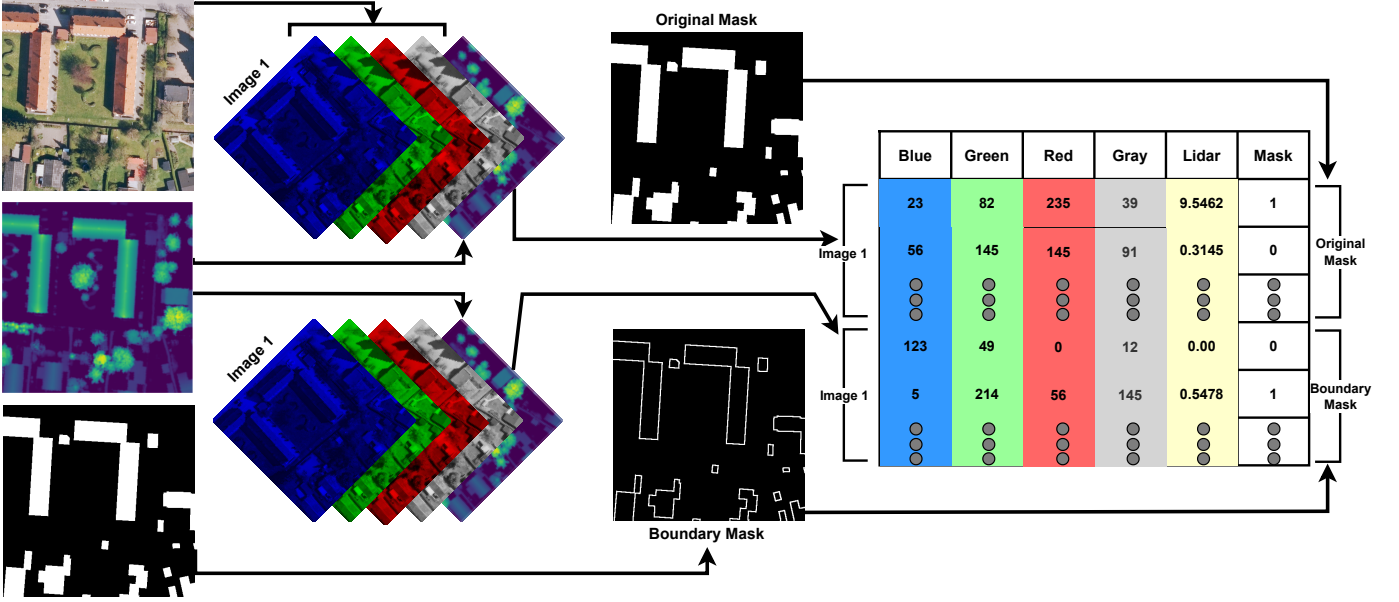 Original Mask
Image 1
Blue Green Red Gray Lidar Mask
23 82 235 39 9.5462 1
Image 1
56 145 145 91 0.3145 0
Original
Mask
Image 1
123 49 0 12 0.00 0
Image 1
5 214 56 145 0.5478 1
Boundary
Mask
Boundary Mask